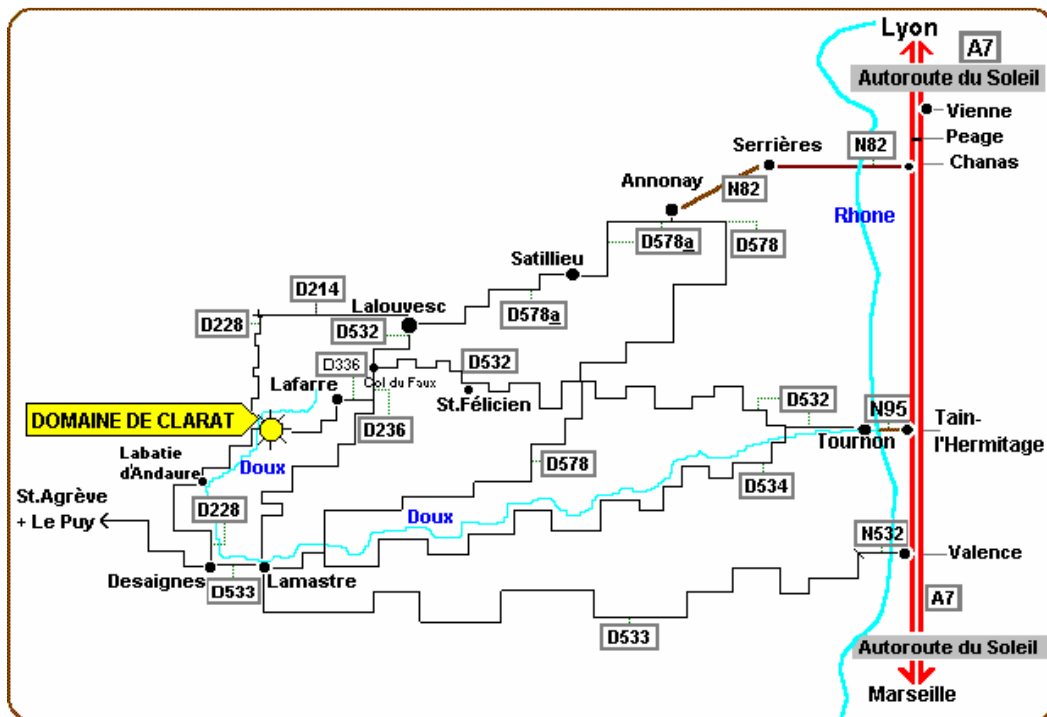 Lyon
A7
Autoroute du Soleil
Vienne
Peage
Serrières
N82
Chanas
Annonay
N82
Rhone
D578a
D578
Satillieu
D214
Lalouvesc
D578a
D228
D532
D336
Col du Faux
D532
Lafarre
St.Félicien
D532
N95
DOMAINE DE CLARAT
D236
Tournon
Tain-
l'Hermitage
Labatie
d'Andaure
Doux
D578
D534
St.Agrève
+ Le Puy
D228
Doux
N532
Valence
Desaignes
D533
Lamastre
A7
D533
Autoroute du Soleil
Marseille